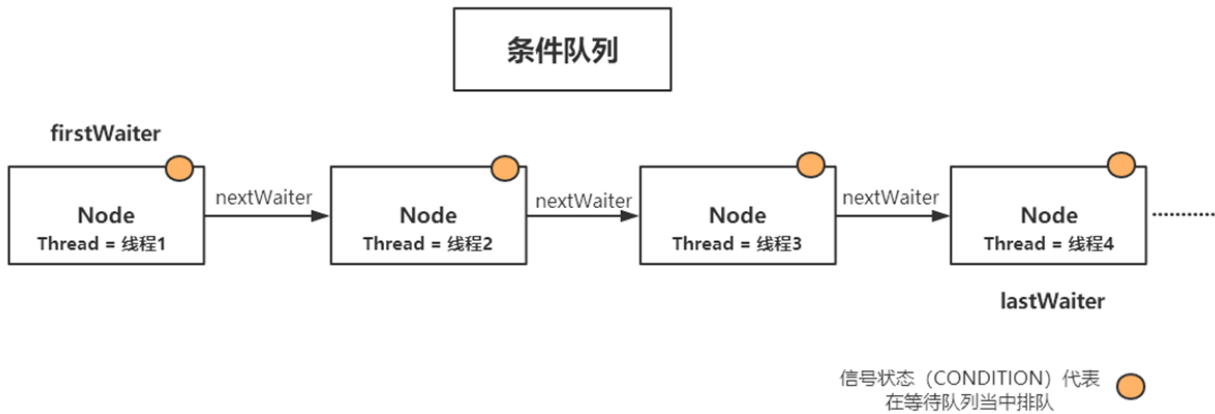 条件队列
firstWaiter
nextWaiter
nextWaiter
nextWaiter
Node
Thread = 线程1
Node
Thread = 线程2
Node
Thread = 线程3
Node
Thread = 线程4
lastWaiter
信号状态（CONDITION）代表
在等待队列当中排队